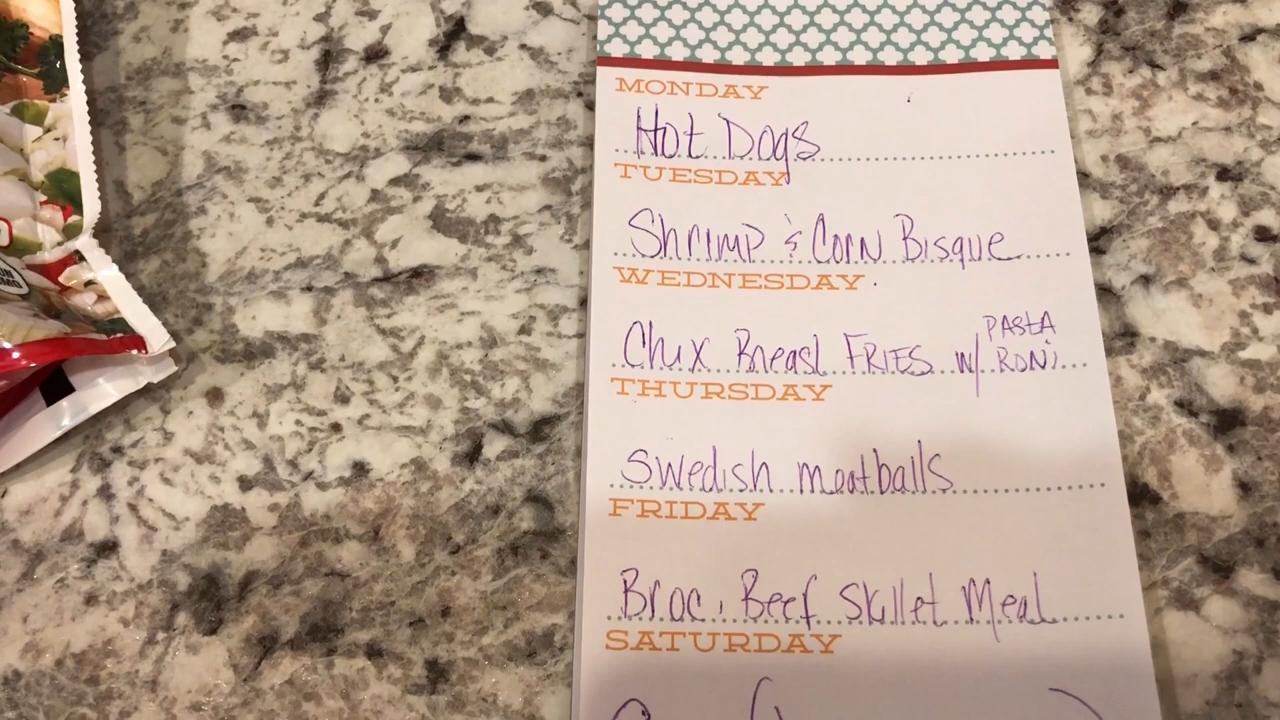 MONDAY
Hot Dogs
TUESDAY
Shrimp & Corn Bisque
WEDNESDAY
PASTA
Chix Breast FRIES w/ RONi
THURSDAY
Swedish meatballs
FRIDAY
Broc. Beef Skillet Meal
SATURDAY